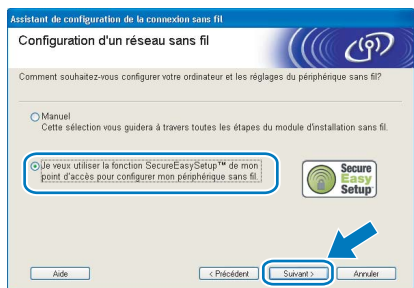 Assistant de configuration de la connexion sans fil
Configuration d'un réseau sans fil
Comment souhaitez-vous configurer votre ordinateur et les réglages du périphérique sans fil?
Manuel
Cette sélection vous guidera à travers toutes les étapes du module d'installation sans fil.
Je veux utiliser la fonction SecureEasySetup™ de mon
point d'accès pour configurer mon périphérique sans fil.
Secure
Easy
Setup
Aide
< Précédent
Suivant >
Annuler